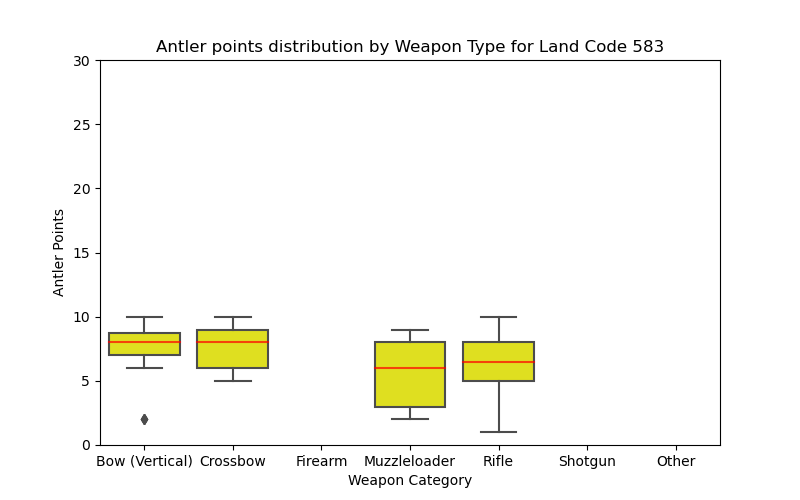 Antler points distribution by Weapon Type for Land Code 583
30
25
20
15
10
5
0
Antler Points
Bow (Vertical) Crossbow Firearm Muzzleloader Rifle Shotgun Other
Weapon Category